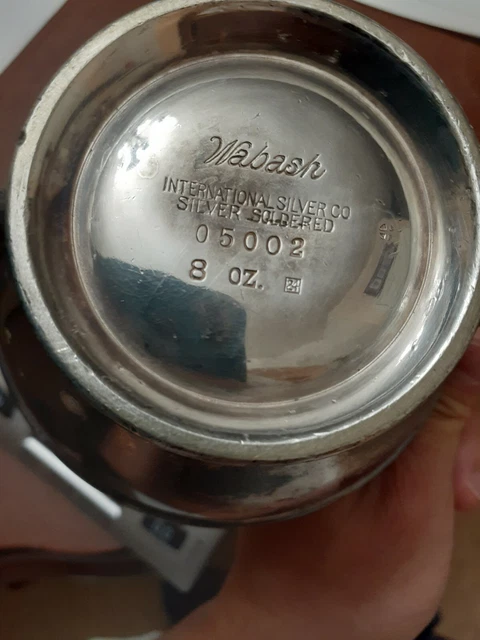 Wabash
INTERNATIONAL SILVER CO
SILVER SOLDERED
05002
8 OZ.